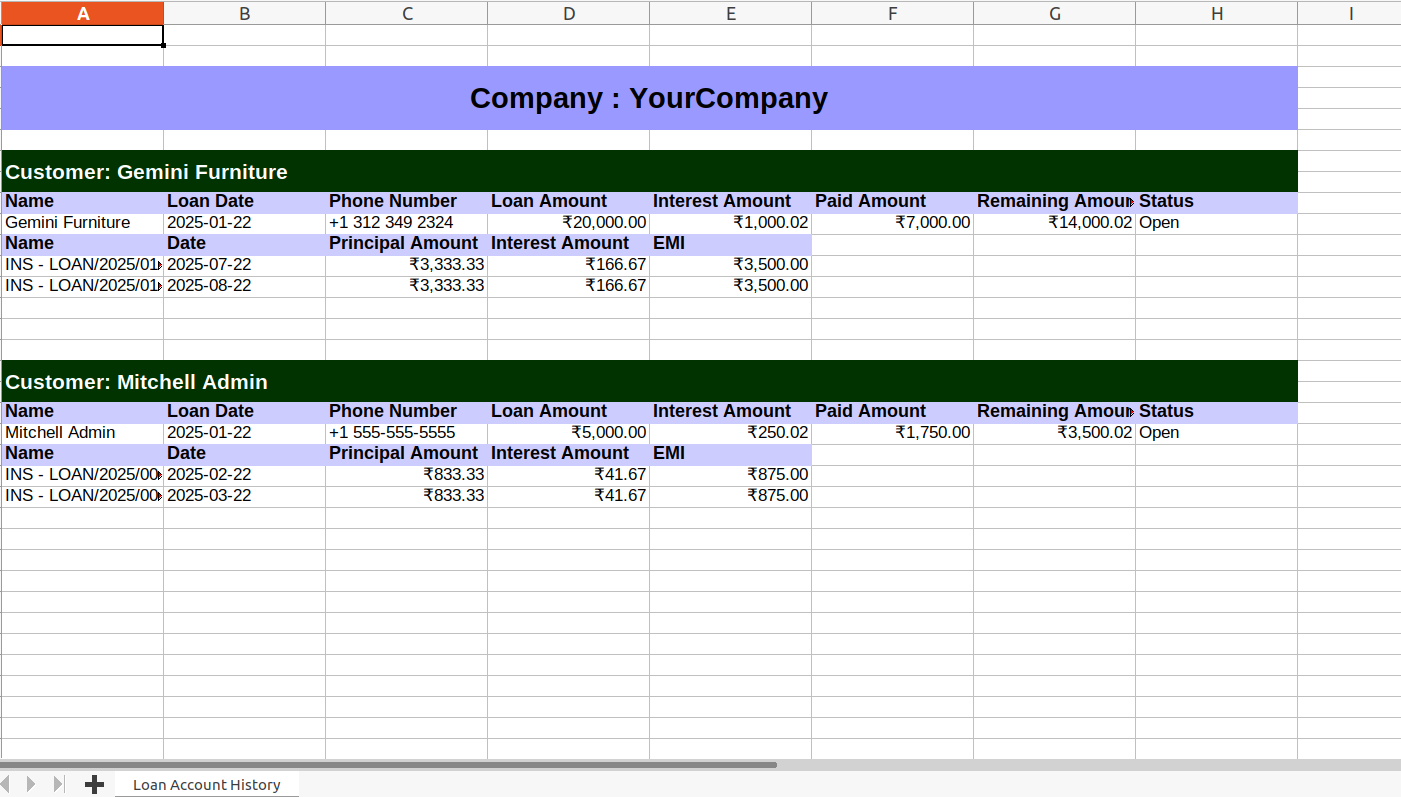 A B C D E F G H I
Company : YourCompany
Customer: Gemini Furniture
Name Loan Date Phone Number Loan Amount Interest Amount Paid Amount Remaining Amoun Status
Gemini Furniture 2025-01-22 +1 312 349 2324 ₹20,000.00 ₹1,000.02 ₹7,000.00 ₹14,000.02 Open
Name Date Principal Amount Interest Amount EMI
INS - LOAN/2025/01 2025-07-22 ₹3,333.33 ₹166.67 ₹3,500.00
INS - LOAN/2025/01 2025-08-22 ₹3,333.33 ₹166.67 ₹3,500.00
Customer: Mitchell Admin
Name Loan Date Phone Number Loan Amount Interest Amount Paid Amount Remaining Amoun Status
Mitchell Admin 2025-01-22 +1 555-555-5555 ₹5,000.00 ₹250.02 ₹1,750.00 ₹3,500.02 Open
Name Date Principal Amount Interest Amount EMI
INS - LOAN/2025/00 2025-02-22 ₹833.33 ₹41.67 ₹875.00
INS - LOAN/2025/00 2025-03-22 ₹833.33 ₹41.67 ₹875.00
Loan Account History